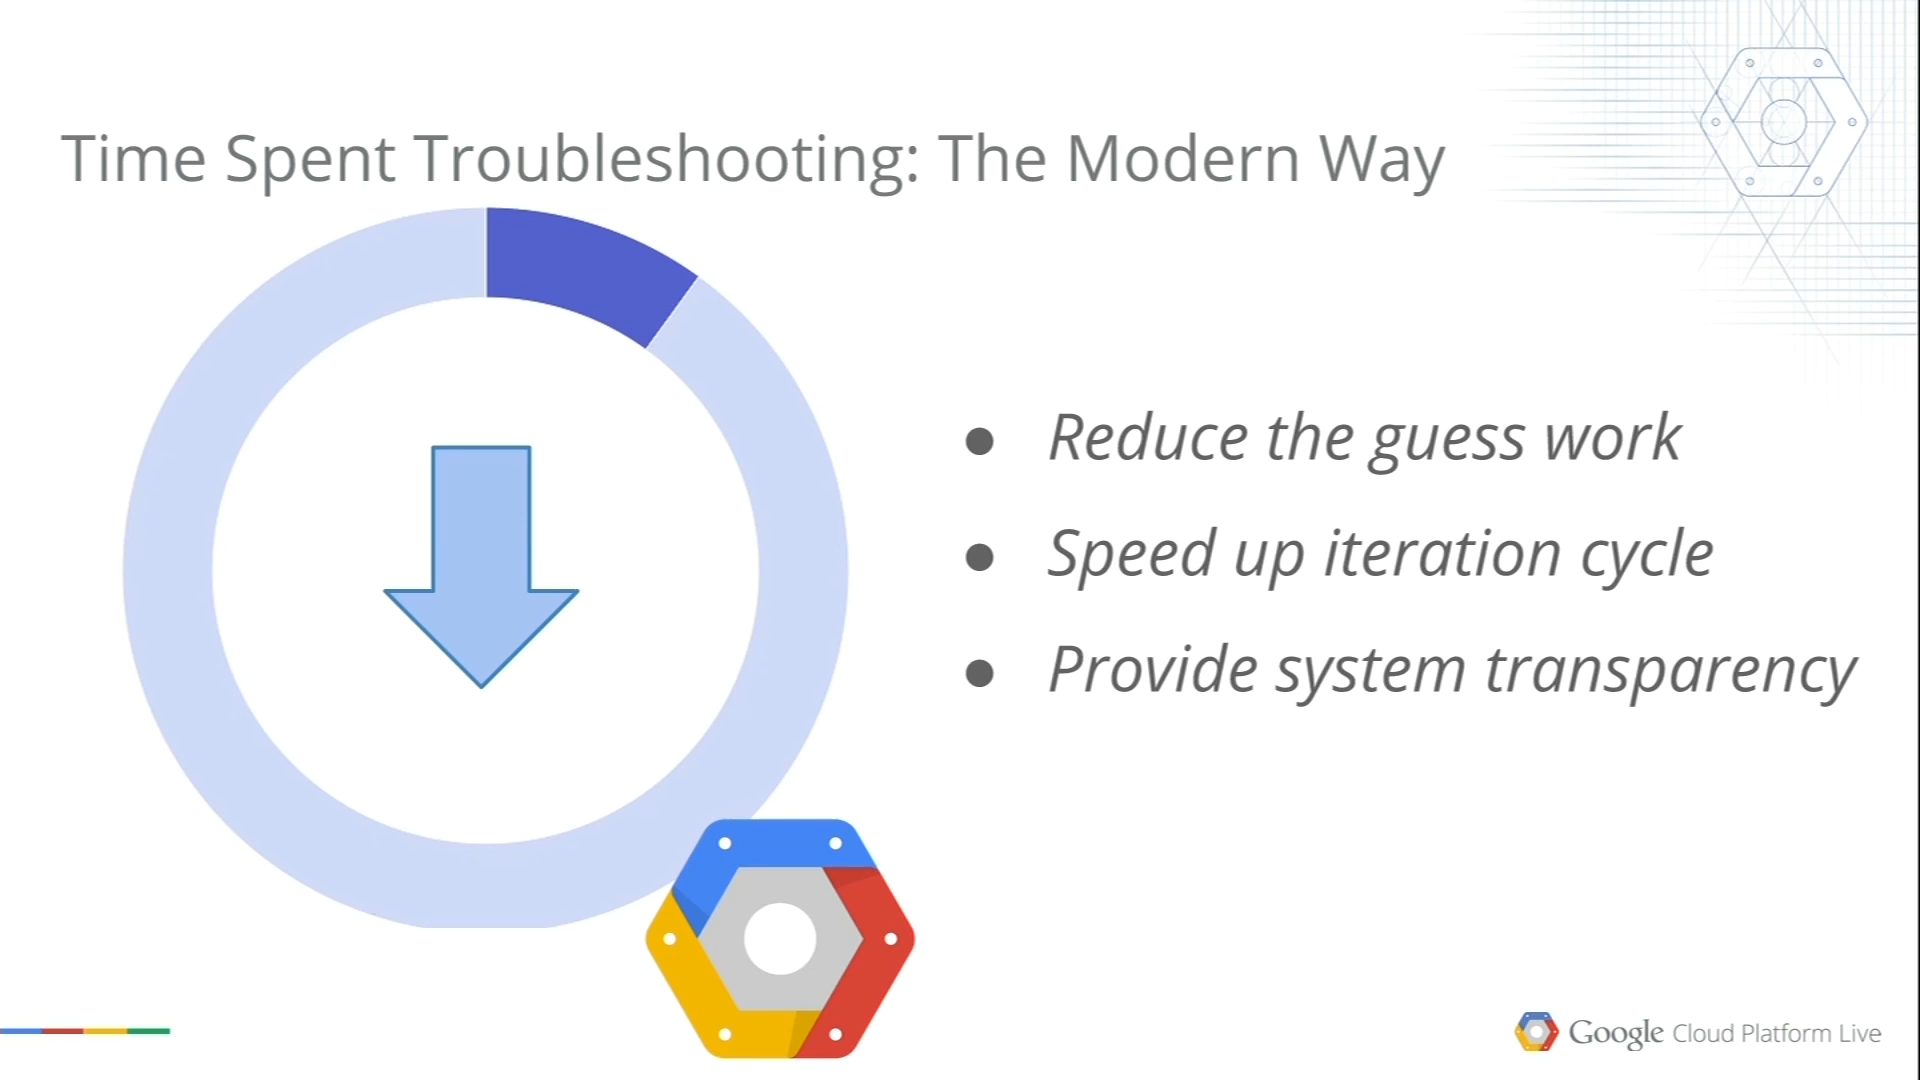 Time Spent Troubleshooting: The Modern Way
● Reduce the guess work
● Speed up iteration cycle
● Provide system transparency
Google Cloud Platform Live